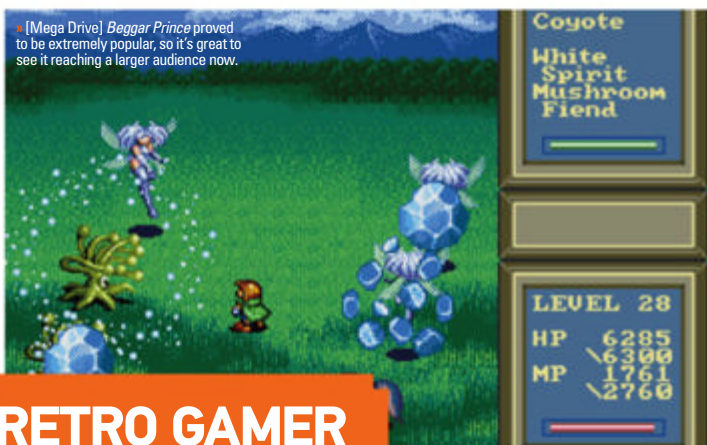 » [Mega Drive] Beggar Prince proved
to be extremely popular, so it's great to
see it reaching a larger audience now.
Coyote
White
Spirit
Mushroom
Fiend
LEVEL 28
HP 6285
\6300
MP 1761
\2760
RETRO GAMER